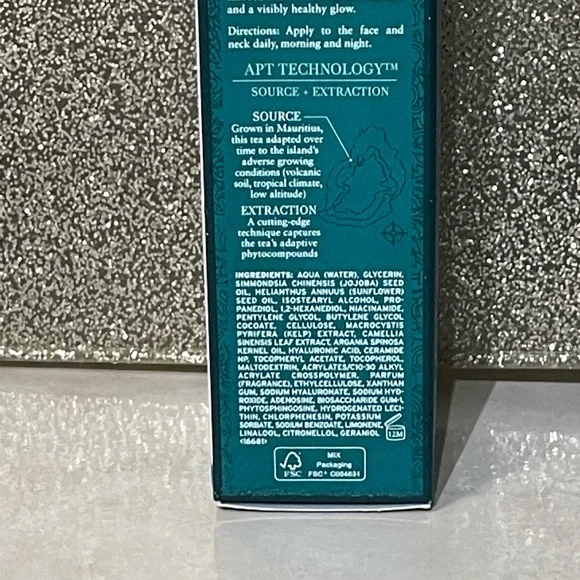 and a visibly healthy glow.
Directions: Apply to the face and
neck daily, morning and night.
APT TECHNOLOGY™
SOURCE + EXTRACTION
SOURCE
Grown in Mauritius,
this tea adapted over
time to the island's
adverse growing
conditions (volcanic
soil, tropical climate,
low altitude)
EXTRACTION
A cutting-edge
technique captures
the tea's adaptive
phytocompounds
INGREDIENTS: AQUA (WATER), GLYCERIN,
SIMMONDSIA CHINENSIS (JOJOBA) SEED
OIL, HELIANTHUS ANNUUS (SUNFLOWER)
SEED OIL, ISOSTEARYL ALCOHOL, PRO-
PANEDIOL, 1,2-HEXANEDIOL, NIACINAMIDE,
PENTYLENE GLYCOL, BUTYLENE GLYCOL
COCOATE, CELLULOSE, MACROCYSTIS
PYRIFERA (KELP) EXTRACT, CAMELLIA
SINENSIS LEAF EXTRACT, ARGANIA SPINOSA
KERNEL OIL, HYALURONIC ACID, CERAMIDE
NP, TOCOPHERYL ACETATE, TOCOPHEROL,
MALTODEXTRIN, ACRYLATES/C10-30 ALKYL
ACRYLATE CROSSPOLYMER, PARFUM
(FRAGRANCE), ETHYLCELLULOSE, XANTHAN
GUM, SODIUM HYALURONATE, SODIUM HYD-
ROXIDE, ADENOSINE, BIOSACCHARIDE GUM-1,
PHYTOSPHINGOSINE, HYDROGENATED LECI-
THIN, CHLORPHENESIN, POTASSIUM
SORBATE, SODIUM BENZOATE, LIMONENE,
LINALOOL, CITRONELLOL, GERANIOL
<16681>
12M
FSC
MIX
Packaging
FSC® C004631